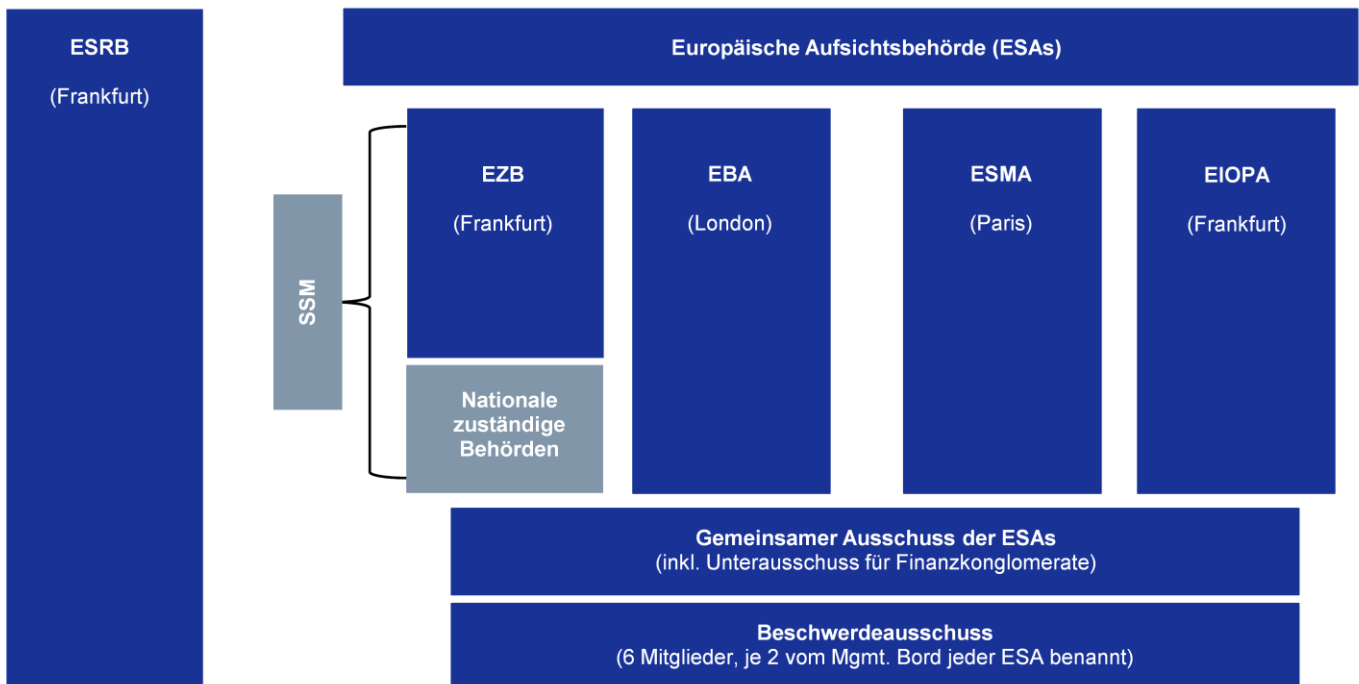 ESRB
(Frankfurt)
Europäische Aufsichtsbehörde (ESAs)
SSM
EZB
(Frankfurt)
Nationale
zuständige
Behörden
EBA
(London)
ESMA
(Paris)
EIOPA
(Frankfurt)
Gemeinsamer Ausschuss der ESAs
(inkl. Unterausschuss für Finanzkonglomerate)
Beschwerdeausschuss
(6 Mitglieder, je 2 vom Mgmt. Bord jeder ESA benannt)